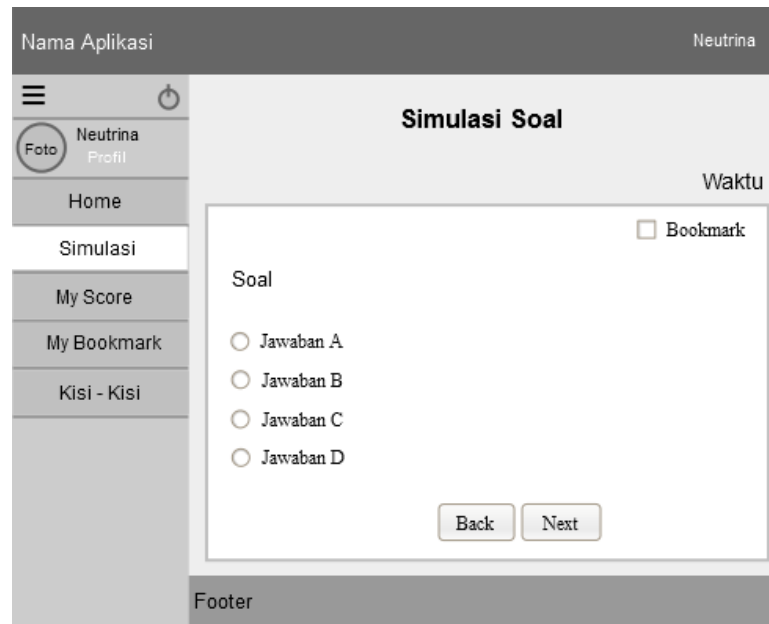 Nama Aplikasi
Neutrina
Foto
Neutrina
Profil
Home
Simulasi
My Score
My Bookmark
Kisi - Kisi
Simulasi Soal
Waktu
Bookmark
Soal
Jawaban A
Jawaban B
Jawaban C
Jawaban D
Back
Next
Footer